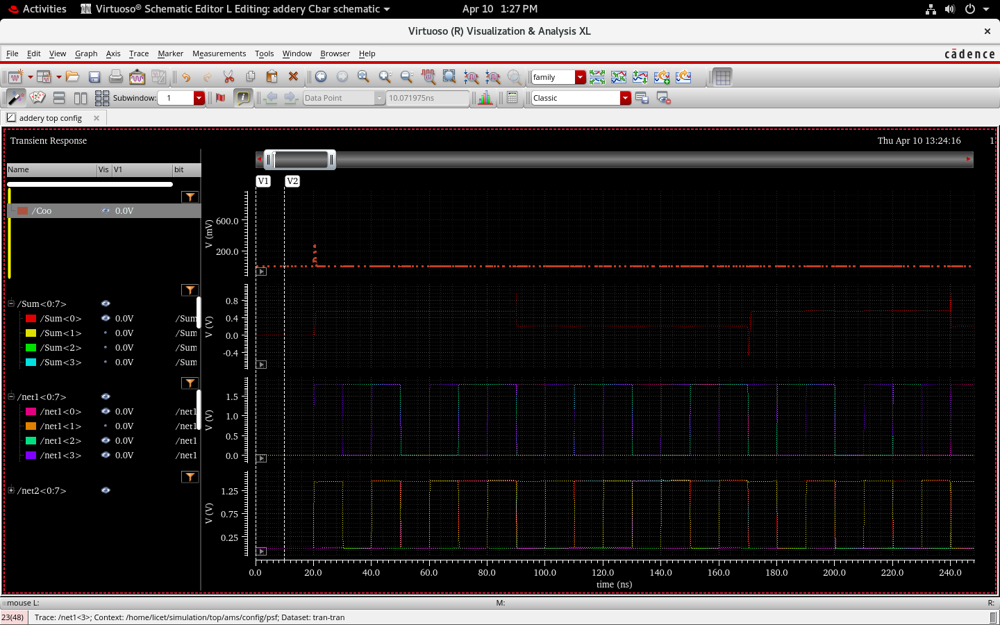 Activities Virtuoso® Schematic Editor L Editing: addery Cbar schematic Apr 10 1:27 PM
Virtuoso (R) Visualization & Analysis XL ×
File Edit View Graph Axis Trace Marker Measurements Tools Window Browser Help cādence
family
Subwindow: 1 Data Point 10.071975ns Classic
addery top config
Transient Response Thu Apr 10 13:24:16 1
Name Vis V1 bit
V1 V2
/Coo 0.0V
V (mV)
600.0
200.0
/Sum<0:7>
/Sum<0> 0.0V /Sum
/Sum<1> 0.0V /Sum
/Sum<2> 0.0V /Sum
/Sum<3> 0.0V /Sum
V (V)
0.8
0.4
0.0
-0.4
/net1<0:7>
/net1<0> 0.0V /net1
/net1<1> 0.0V /net1
/net1<2> 0.0V /net1
/net1<3> 0.0V /net1
V (V)
1.5
1.0
0.5
0.0
/net2<0:7>
V (V)
1.25
0.75
0.25
0.0 20.0 40.0 60.0 80.0 100.0 120.0 140.0 160.0 180.0 200.0 220.0 240.0
time (ns)
mouse L: M: R:
23(48) Trace: /net1<3>; Context: /home/licet/simulation/top/ams/config/psf; Dataset: tran-tran